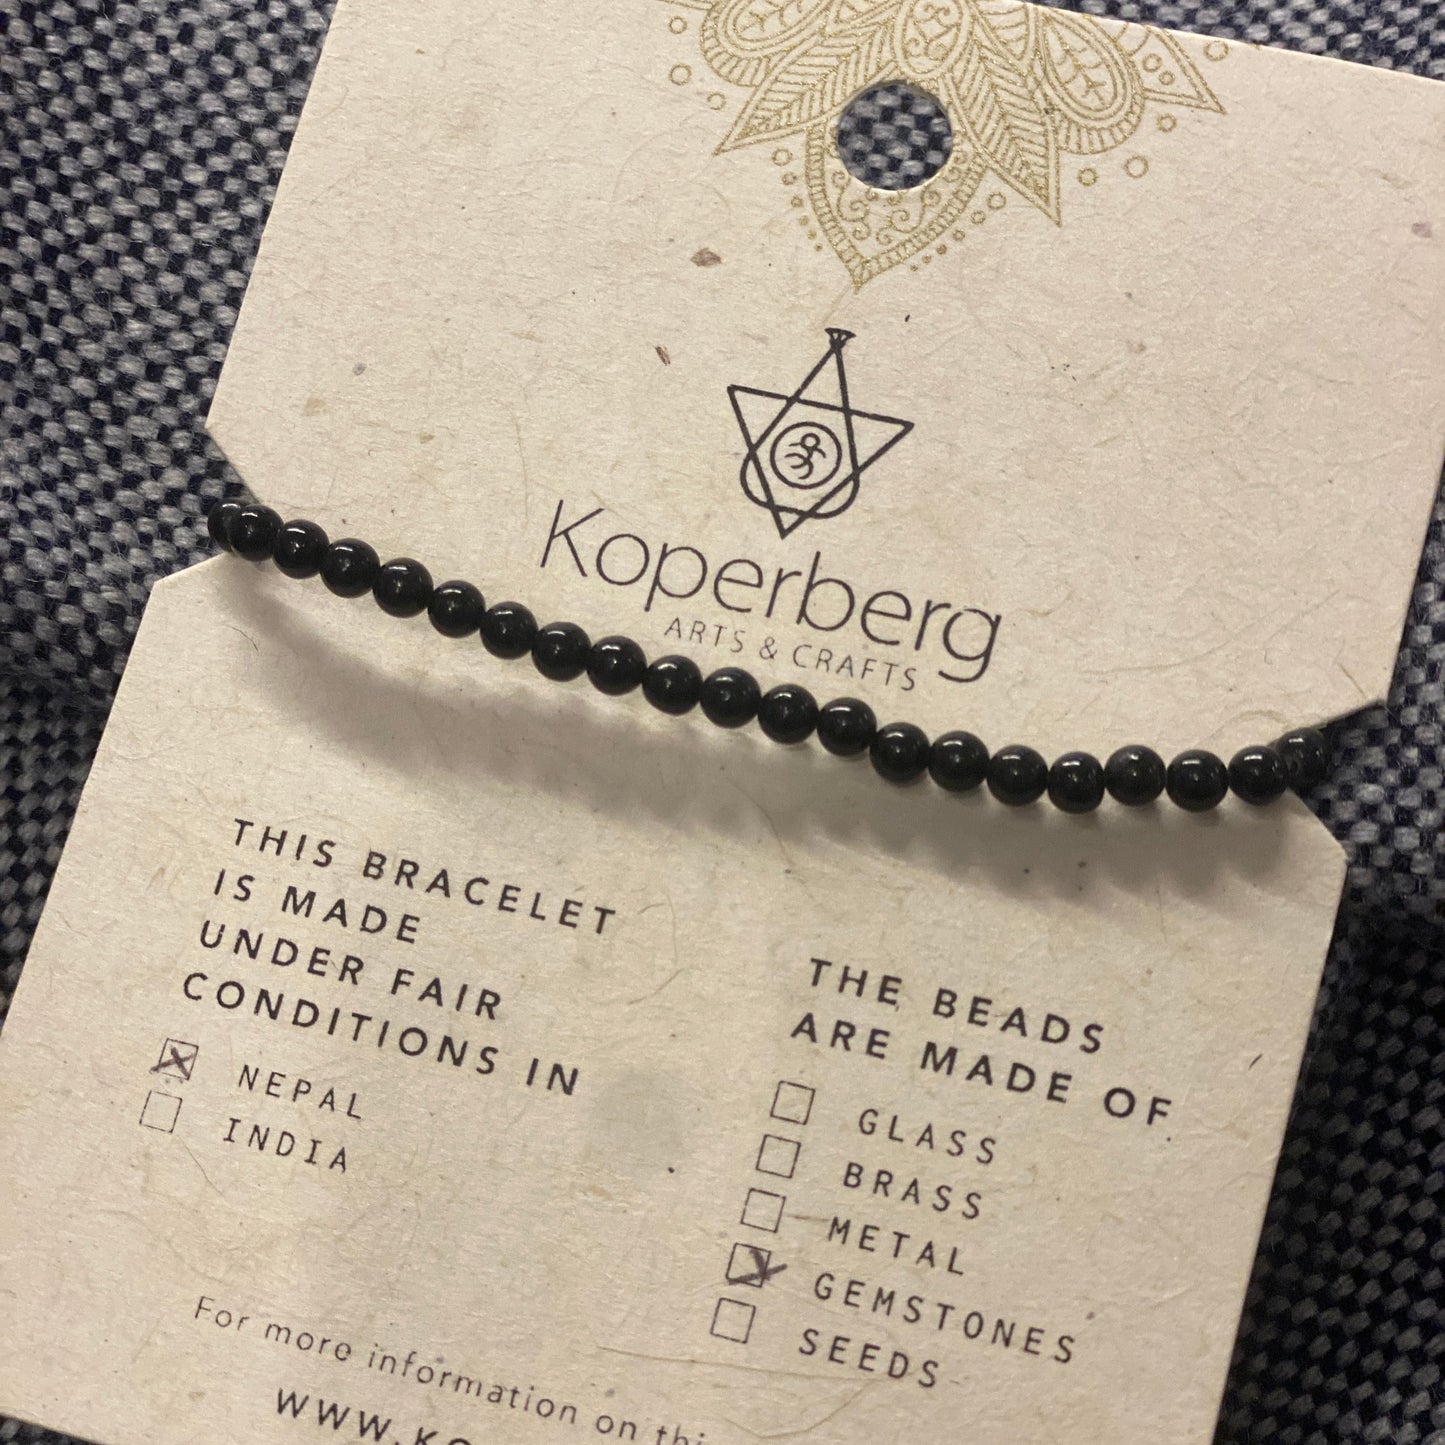 Koperberg
ARTS & CRAFTS
THIS BRACELET
IS MADE
UNDER FAIR
CONDITIONS IN
NEPAL
INDIA
THE BEADS
ARE MADE OF
GLASS
BRASS
METAL
GEMSTONES
SEEDS
For more information on